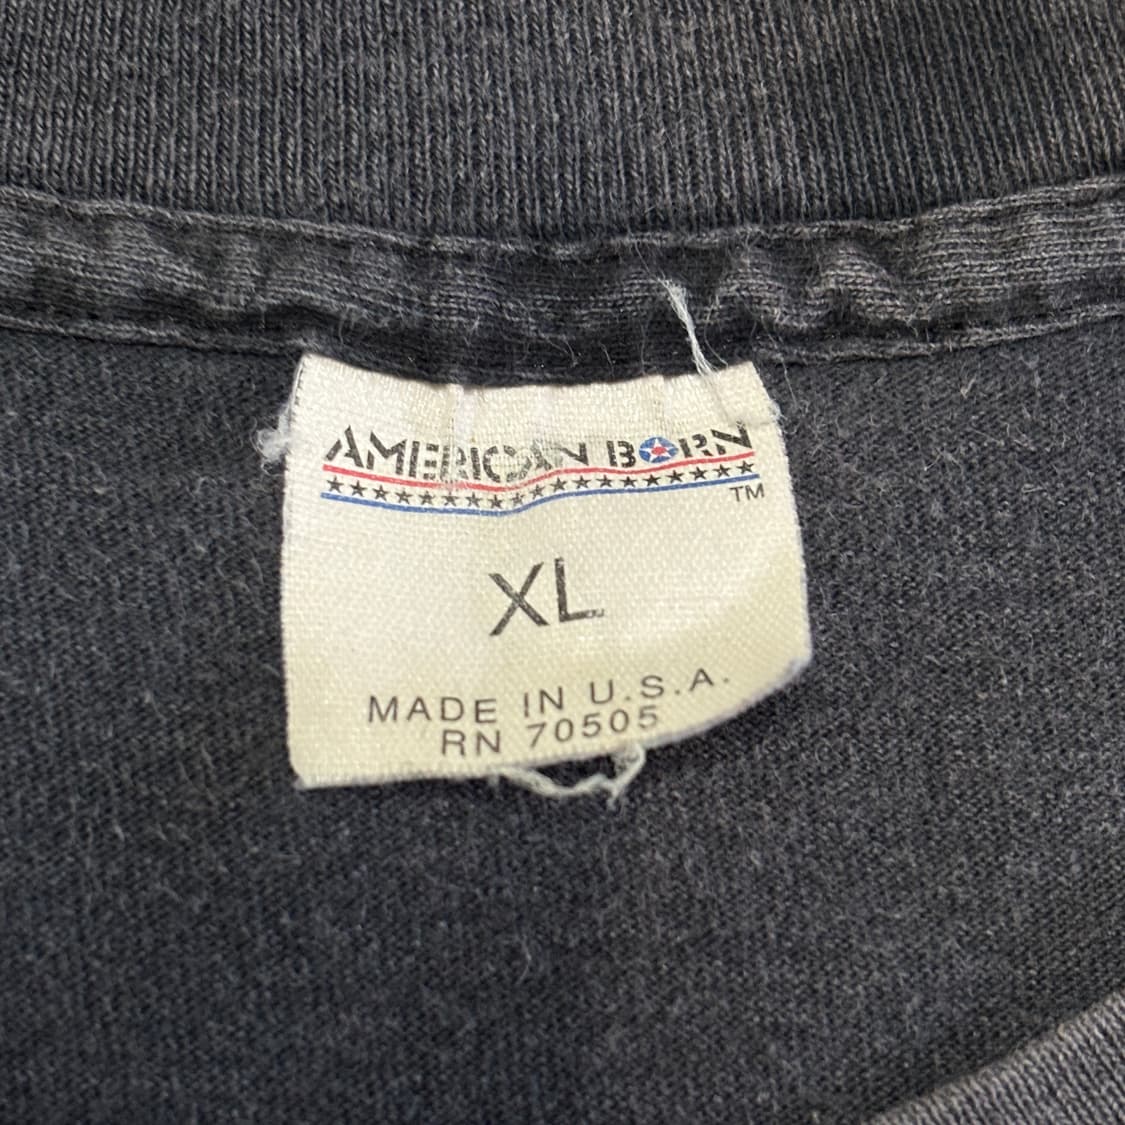 AMERICAN BORN
TM
XL
MADE IN U.S.A.
RN 70505